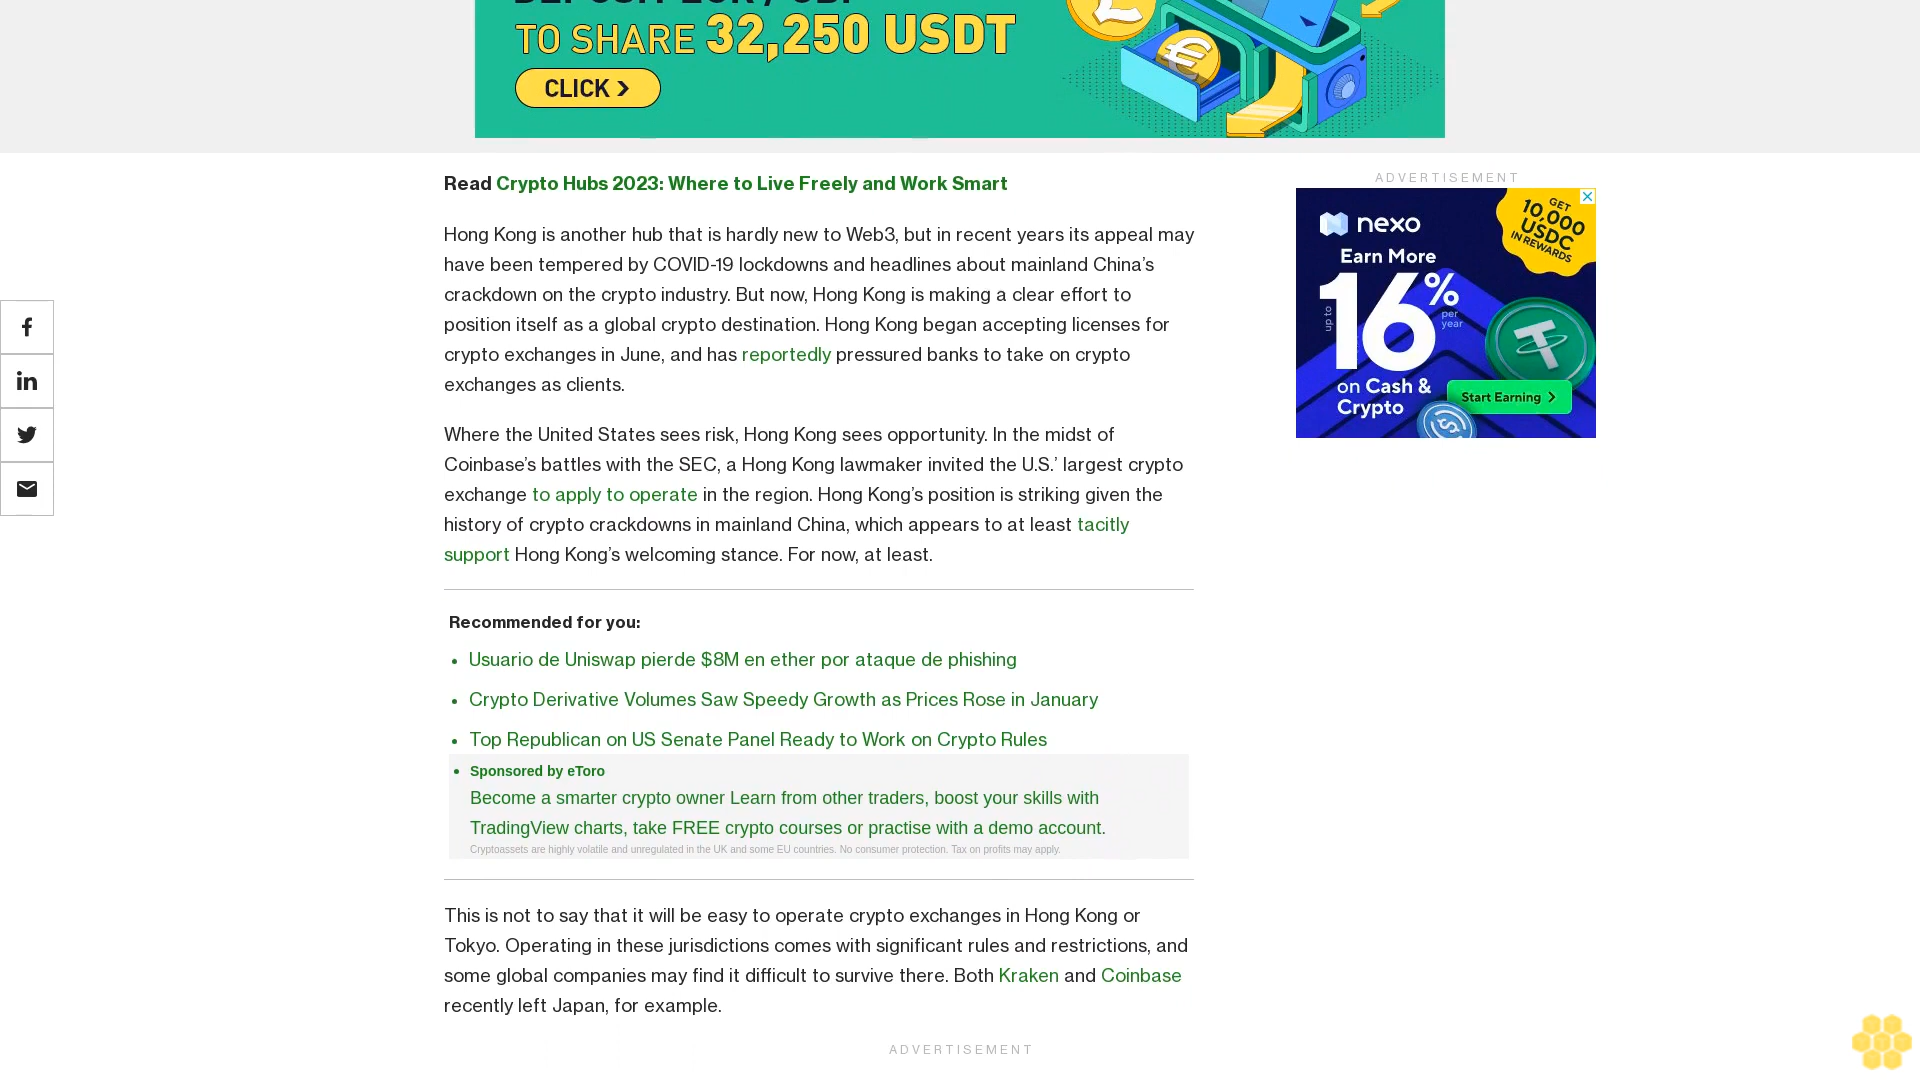 TO SHARE 32,250 USDT
CLICK >
Read Crypto Hubs 2023: Where to Live Freely and Work Smart
Hong Kong is another hub that is hardly new to Web3, but in recent years its appeal may
have been tempered by COVID-19 lockdowns and headlines about mainland China’s
crackdown on the crypto industry. But now, Hong Kong is making a clear effort to
position itself as a global crypto destination. Hong Kong began accepting licenses for
crypto exchanges in June, and has reportedly pressured banks to take on crypto
exchanges as clients.
Where the United States sees risk, Hong Kong sees opportunity. In the midst of
Coinbase’s battles with the SEC, a Hong Kong lawmaker invited the U.S.’ largest crypto
exchange to apply to operate in the region. Hong Kong’s position is striking given the
history of crypto crackdowns in mainland China, which appears to at least tacitly
support Hong Kong’s welcoming stance. For now, at least.
Recommended for you:
• Usuario de Uniswap pierde $8M en ether por ataque de phishing
• Crypto Derivative Volumes Saw Speedy Growth as Prices Rose in January
• Top Republican on US Senate Panel Ready to Work on Crypto Rules
• Sponsored by eToro
Become a smarter crypto owner Learn from other traders, boost your skills with
TradingView charts, take FREE crypto courses or practise with a demo account.
Cryptoassets are highly volatile and unregulated in the UK and some EU countries. No consumer protection. Tax on profits may apply.
This is not to say that it will be easy to operate crypto exchanges in Hong Kong or
Tokyo. Operating in these jurisdictions comes with significant rules and restrictions, and
some global companies may find it difficult to survive there. Both Kraken and Coinbase
recently left Japan, for example.
ADVERTISEMENT
ADVERTISEMENT
nexo
GET
10,000
USDC
IN REWARDS
Earn More
up to
16%
per
year
on Cash &
Crypto
Start Earning >